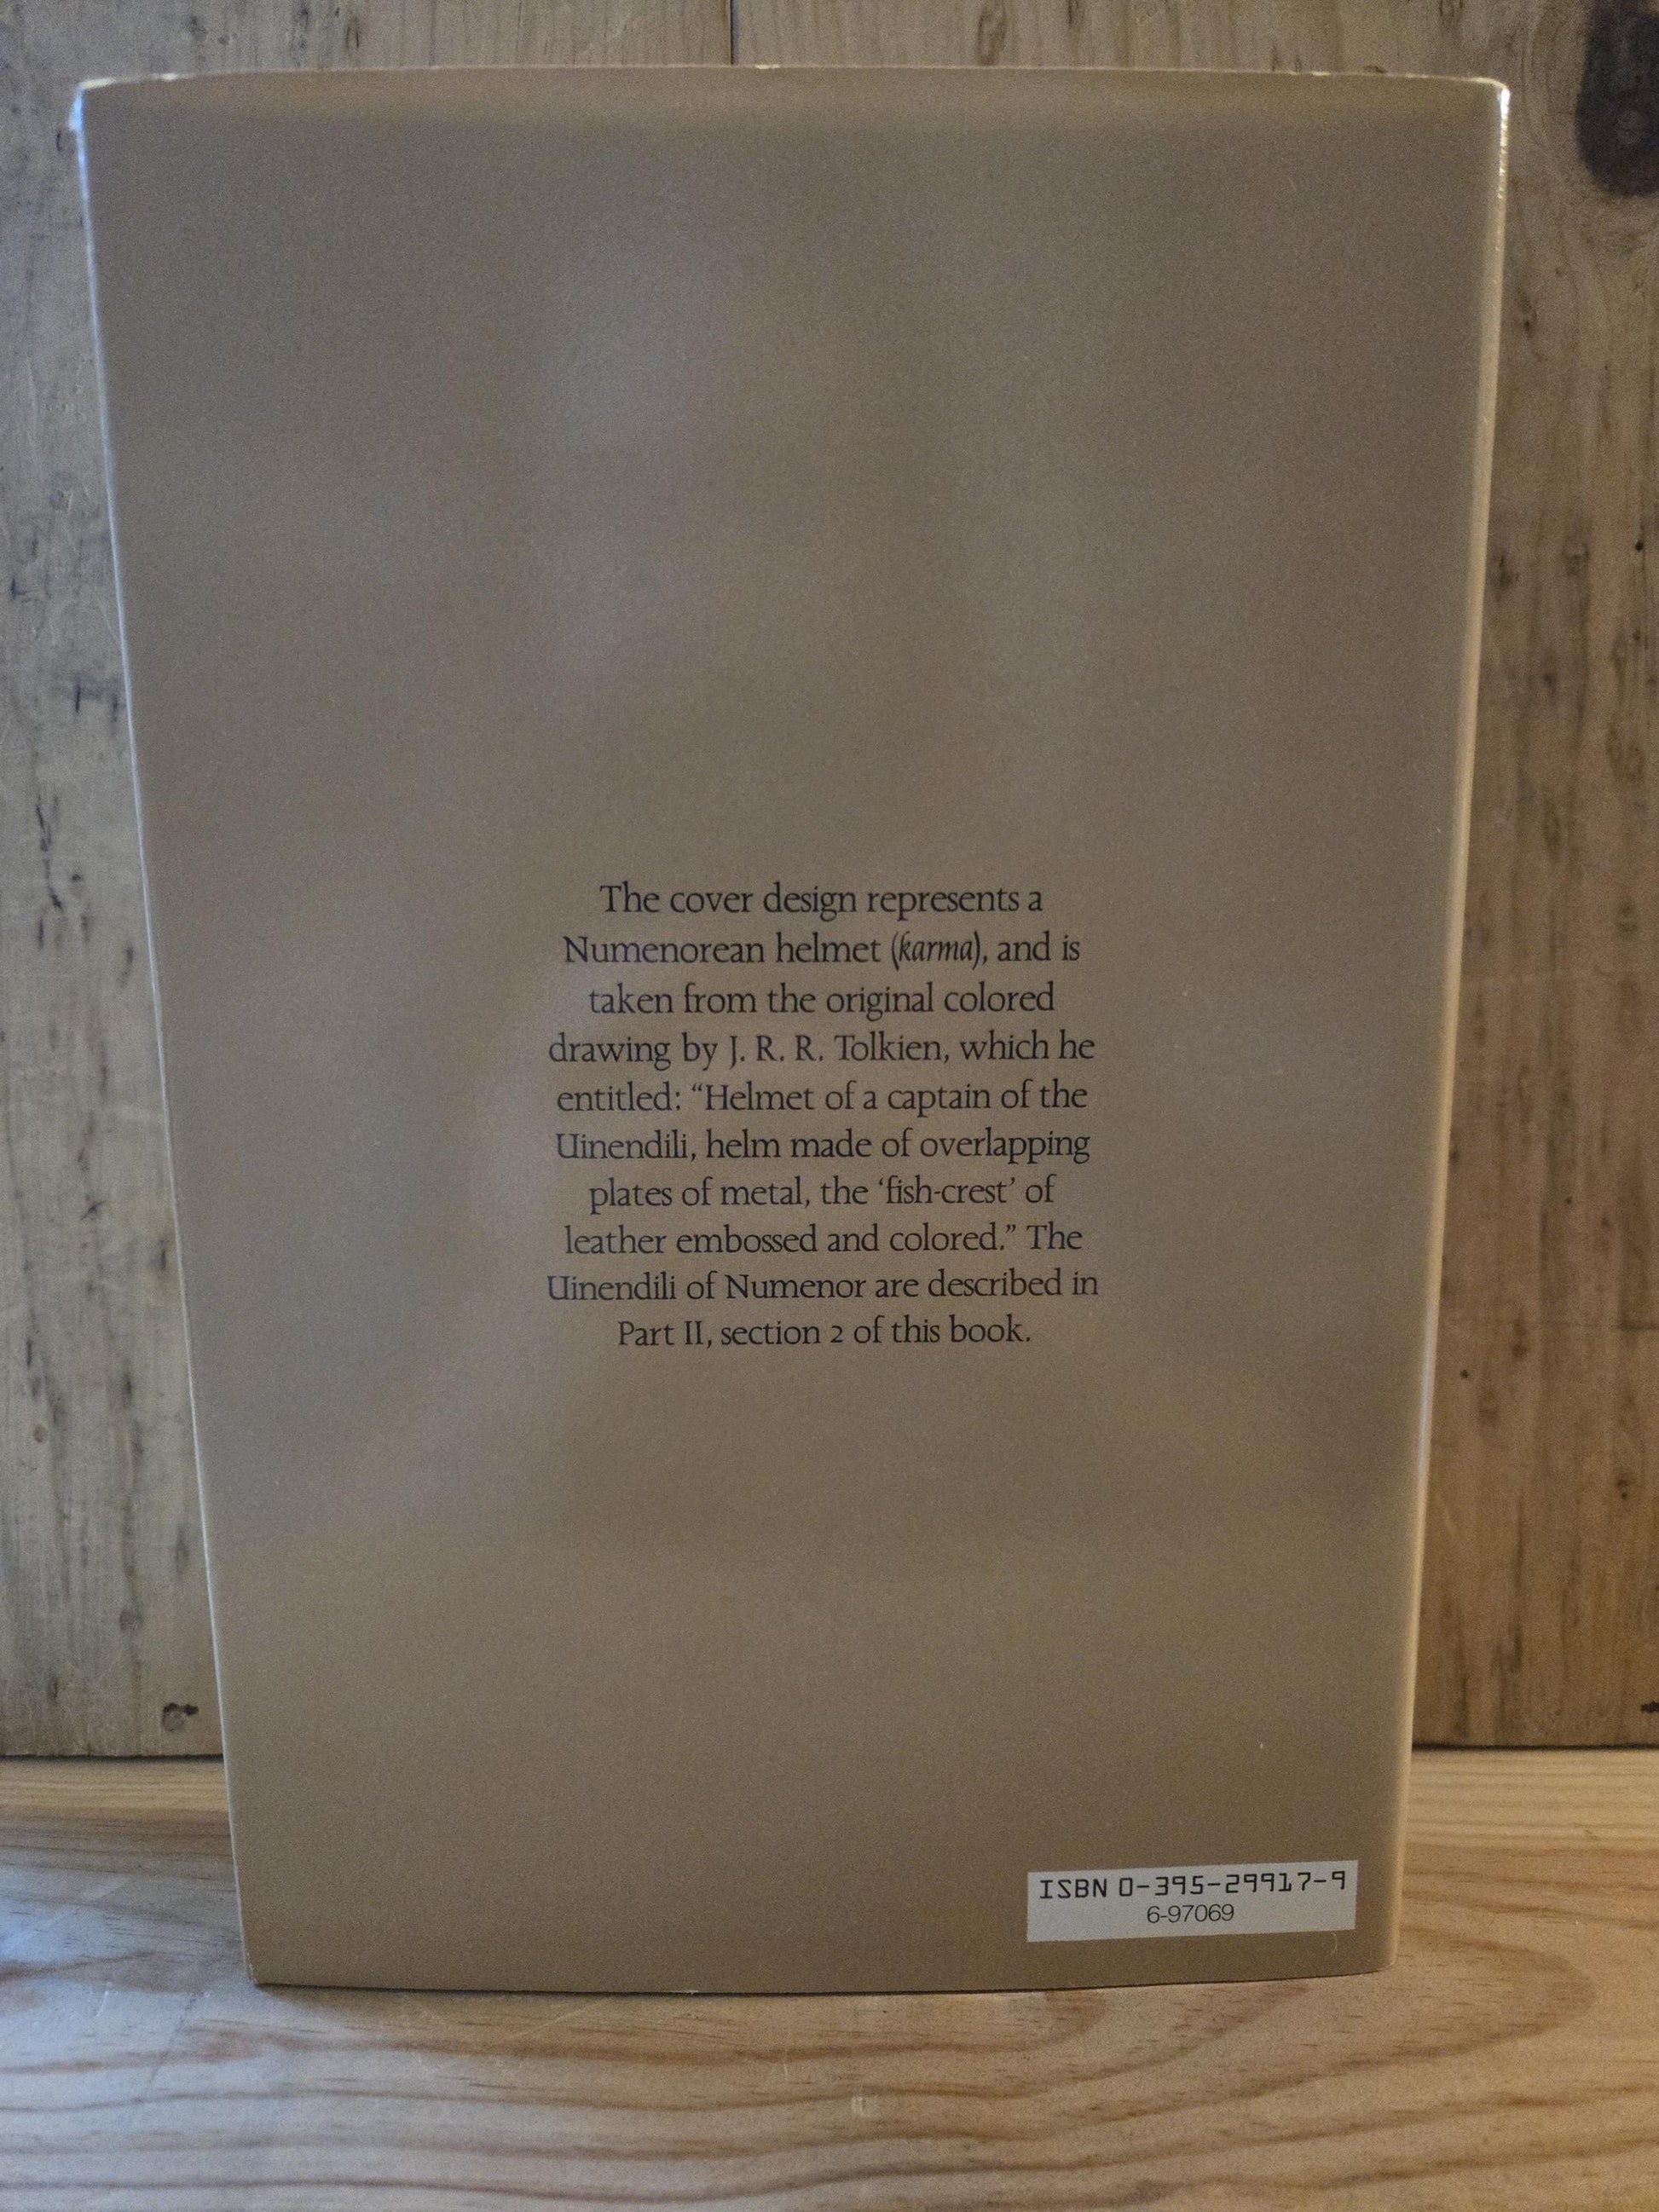 The cover design represents a
Numenorean helmet (karma), and is
taken from the original colored
drawing by J. R. R. Tolkien, which he
entitled: “Helmet of a captain of the
Uinendili, helm made of overlapping
plates of metal, the ‘fish-crest’ of
leather embossed and colored.” The
Uinendili of Numenor are described in
Part II, section 2 of this book.
ISBN 0-395-29917-9
6-97069